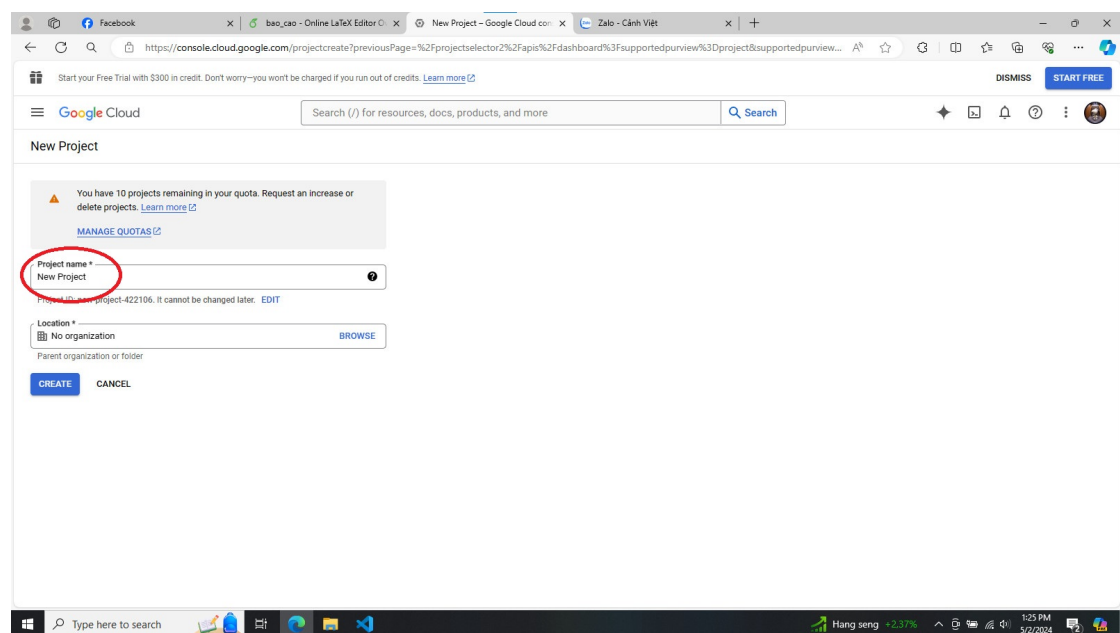 Facebook
bao_cao - Online LaTeX Editor O
New Project – Google Cloud con
Zalo - Cảnh Việt
https://console.cloud.google.com/projectcreate?previousPage=%2Fprojectselector2%2Fapis%2Fdashboard%3Fsupportedpurview%3Dproject&supportedpurview...
Start your Free Trial with $300 in credit. Don't worry—you won't be charged if you run out of credits. Learn more
DISMISS
START FREE
Google Cloud
Search (/) for resources, docs, products, and more
Search
New Project
You have 10 projects remaining in your quota. Request an increase or
delete projects. Learn more
MANAGE QUOTAS
Project name *
New Project
Project ID: new-project-422106. It cannot be changed later. EDIT
Location *
No organization
BROWSE
Parent organization or folder
CREATE
CANCEL
Type here to search
Hang seng +2,37%
1:25 PM
5/2/2024